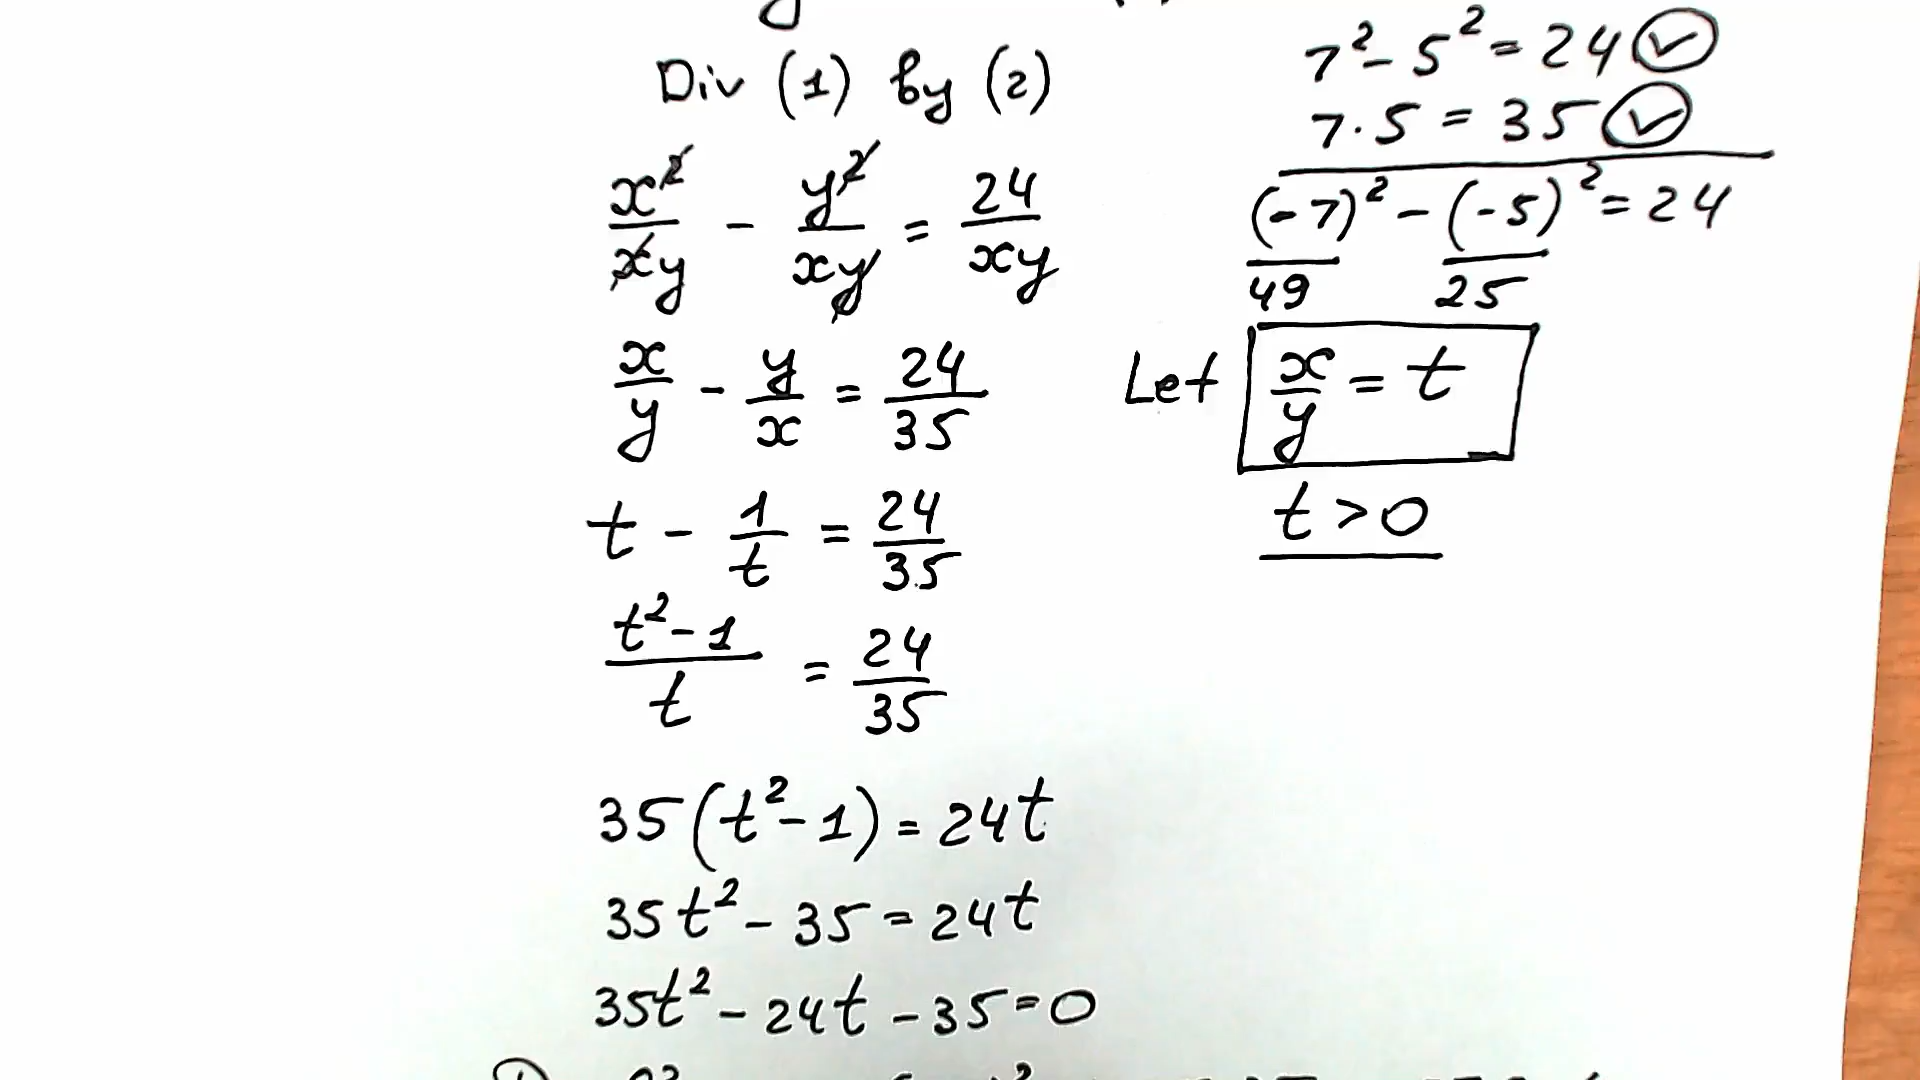 Div (1) by (2)
x²/xy - y²/xy = 24/xy
x/y - y/x = 24/35
t - 1/t = 24/35
(t² - 1)/t = 24/35
35(t² - 1) = 24t
35t² - 35 = 24t
35t² - 24t - 35 = 0
7² - 5² = 24 ✓
7 · 5 = 35 ✓
(-7)² - (-5)² = 24
49 25
Let x/y = t
t > 0